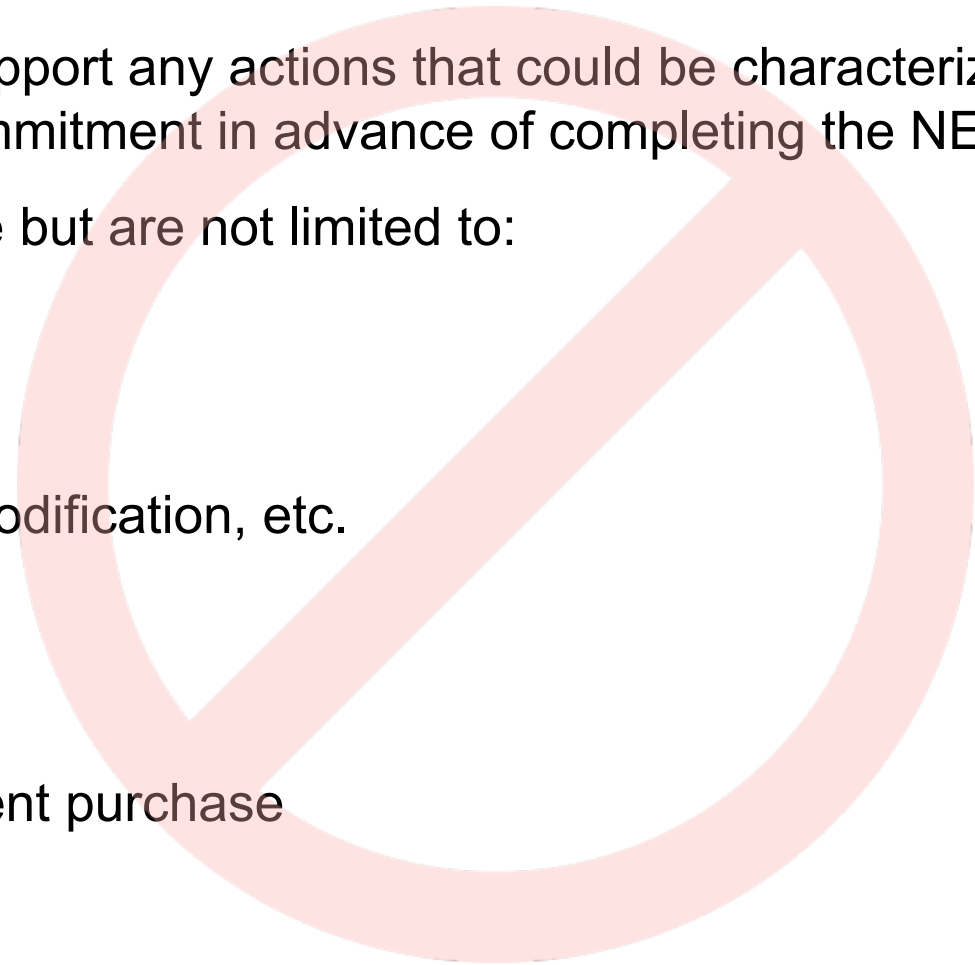 pport any actions that could be characteriz
mmitment in advance of completing the NE
e but are not limited to:
odification, etc.
ent purchase